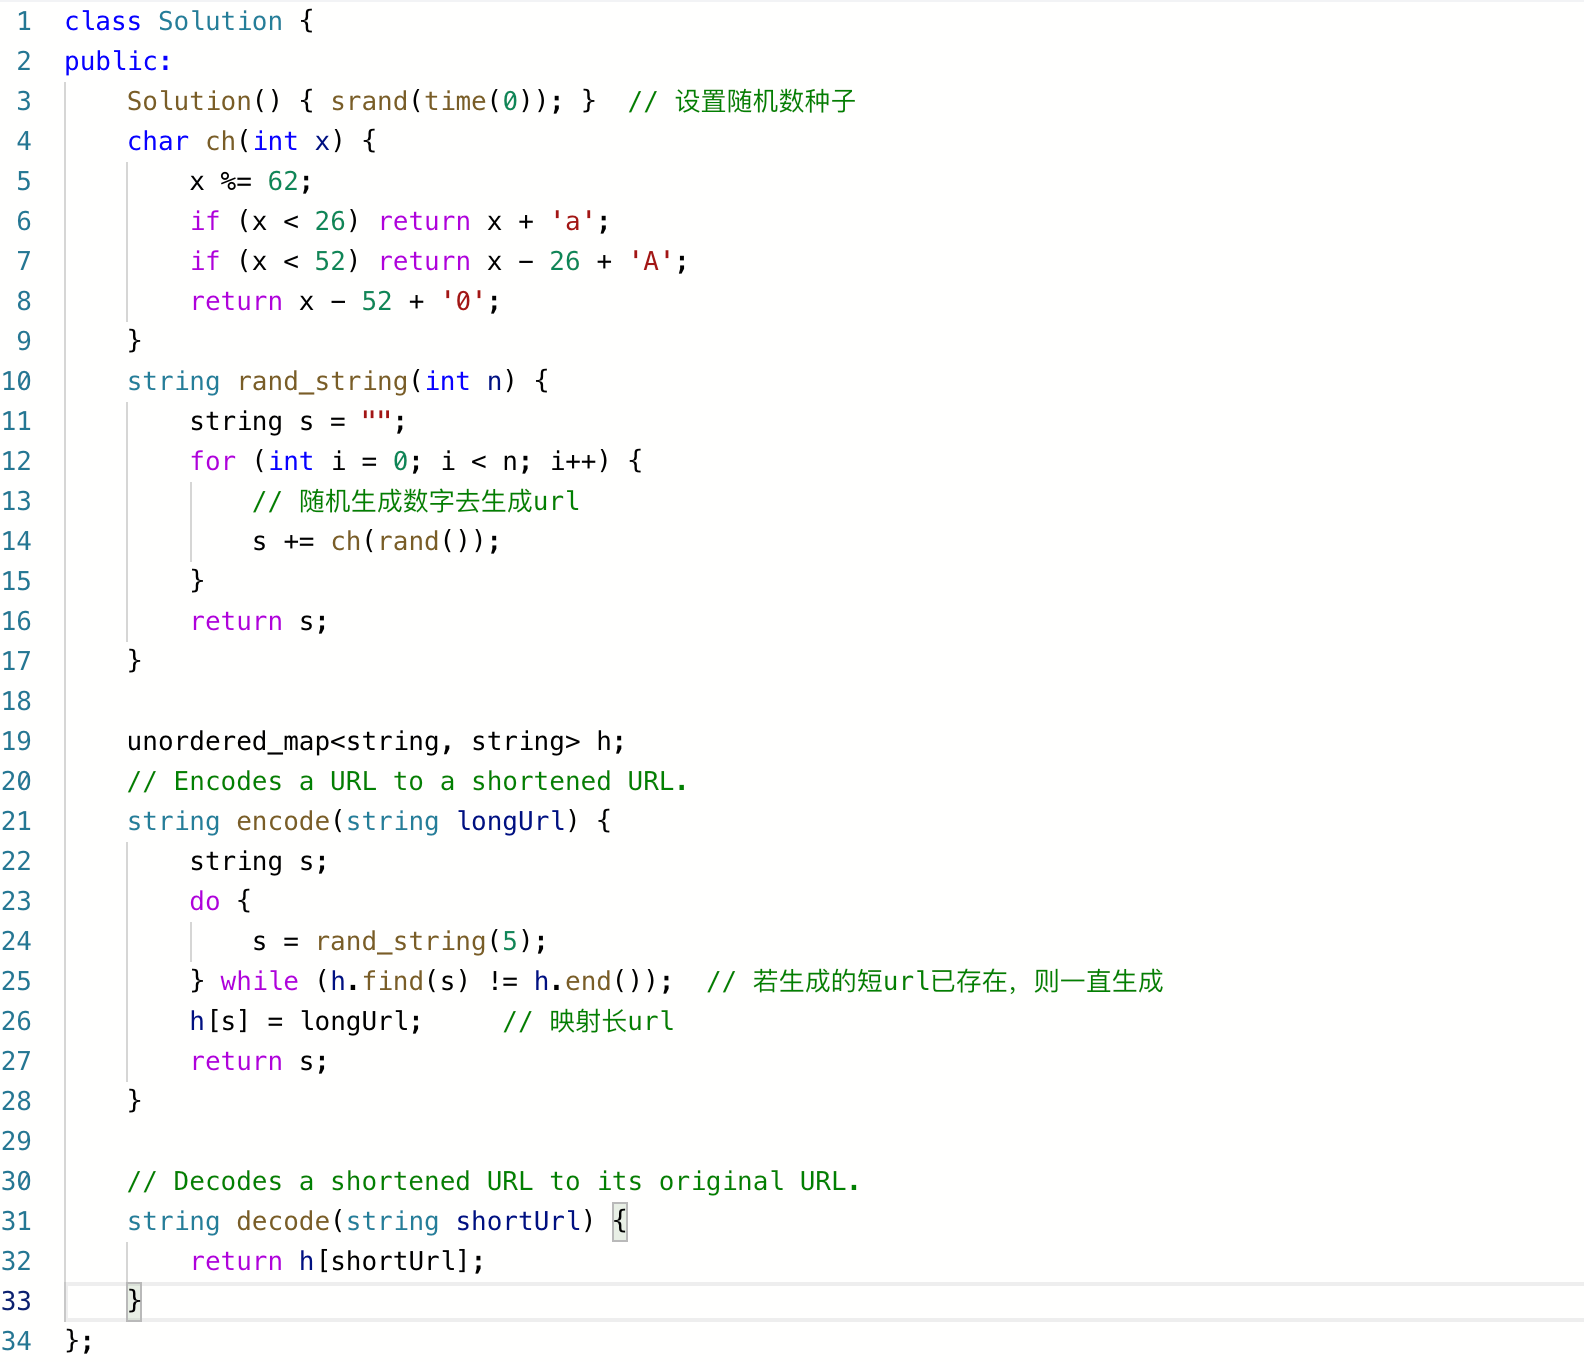 1 class Solution {
2 public:
3     Solution() { srand(time(0)); }  // 设置随机数种子
4     char ch(int x) {
5         x %= 62;
6         if (x < 26) return x + 'a';
7         if (x < 52) return x - 26 + 'A';
8         return x - 52 + '0';
9     }
10     string rand_string(int n) {
11         string s = "";
12         for (int i = 0; i < n; i++) {
13             // 随机生成数字去生成url
14             s += ch(rand());
15         }
16         return s;
17     }
18
19     unordered_map<string, string> h;
20     // Encodes a URL to a shortened URL.
21     string encode(string longUrl) {
22         string s;
23         do {
24             s = rand_string(5);
25         } while (h.find(s) != h.end());  // 若生成的短url已存在，则一直生成
26         h[s] = longUrl;     // 映射长url
27         return s;
28     }
29
30     // Decodes a shortened URL to its original URL.
31     string decode(string shortUrl) {
32         return h[shortUrl];
33     }
34 };